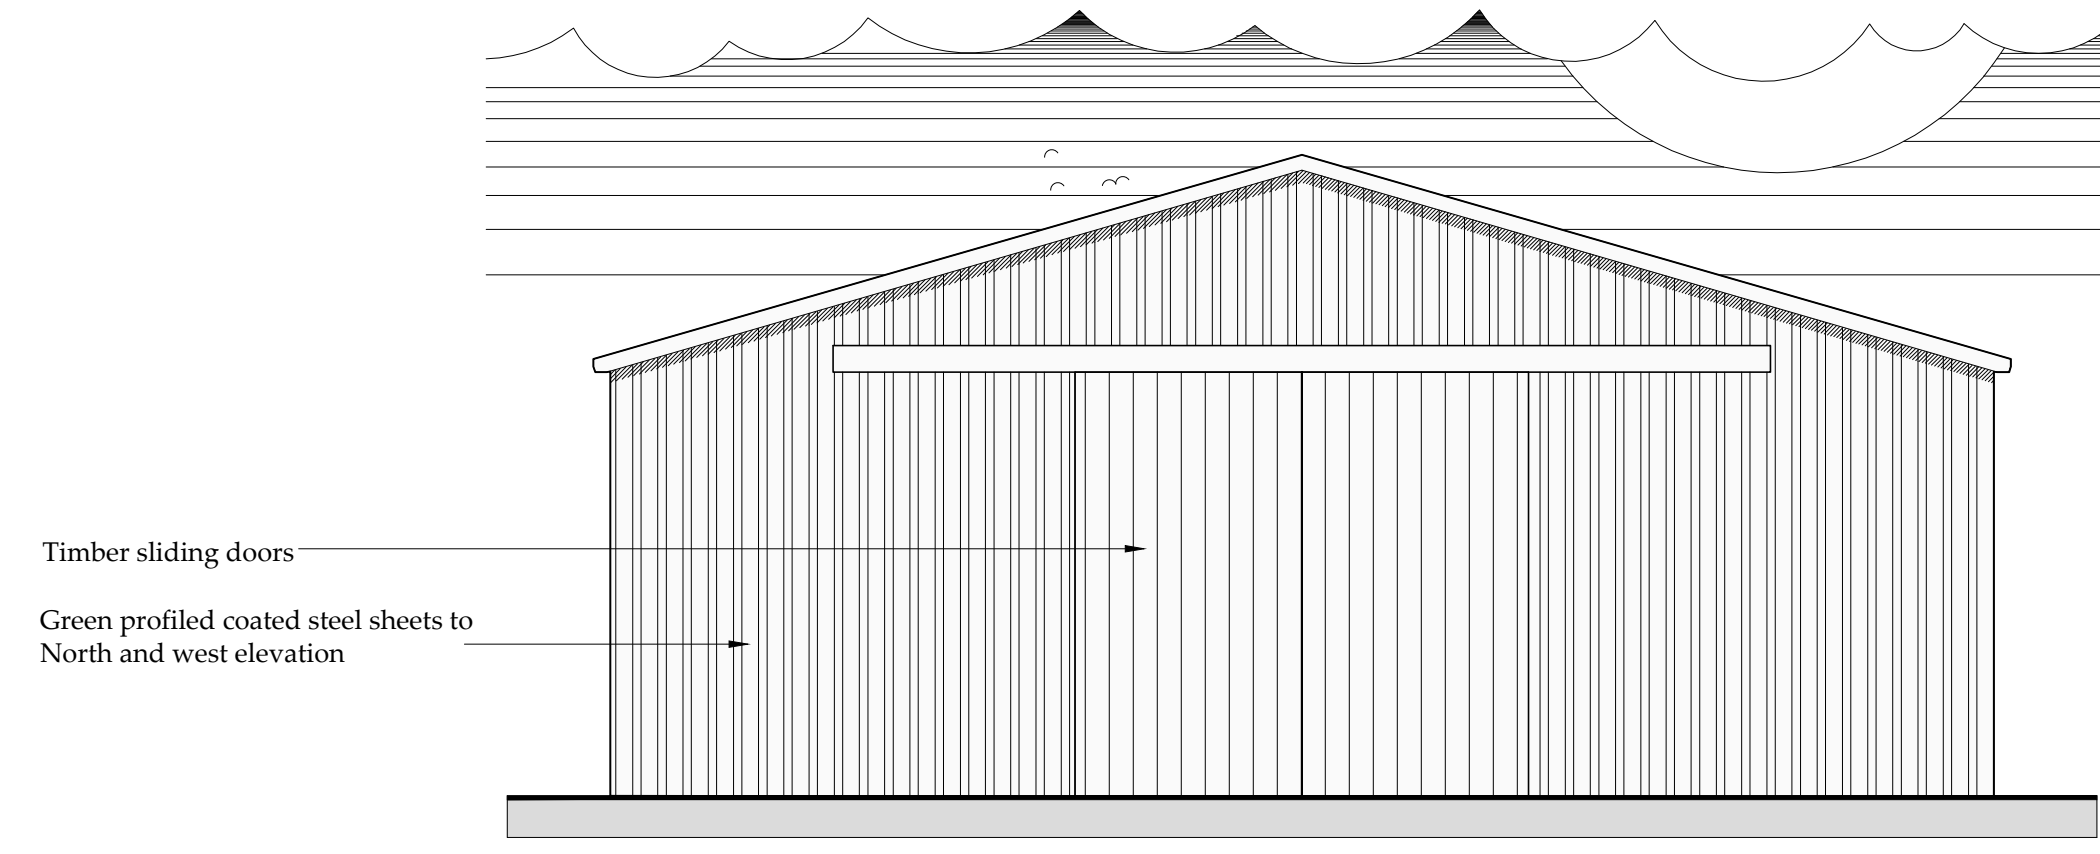 Timber sliding doors
Green profiled coated steel sheets to
North and west elevation